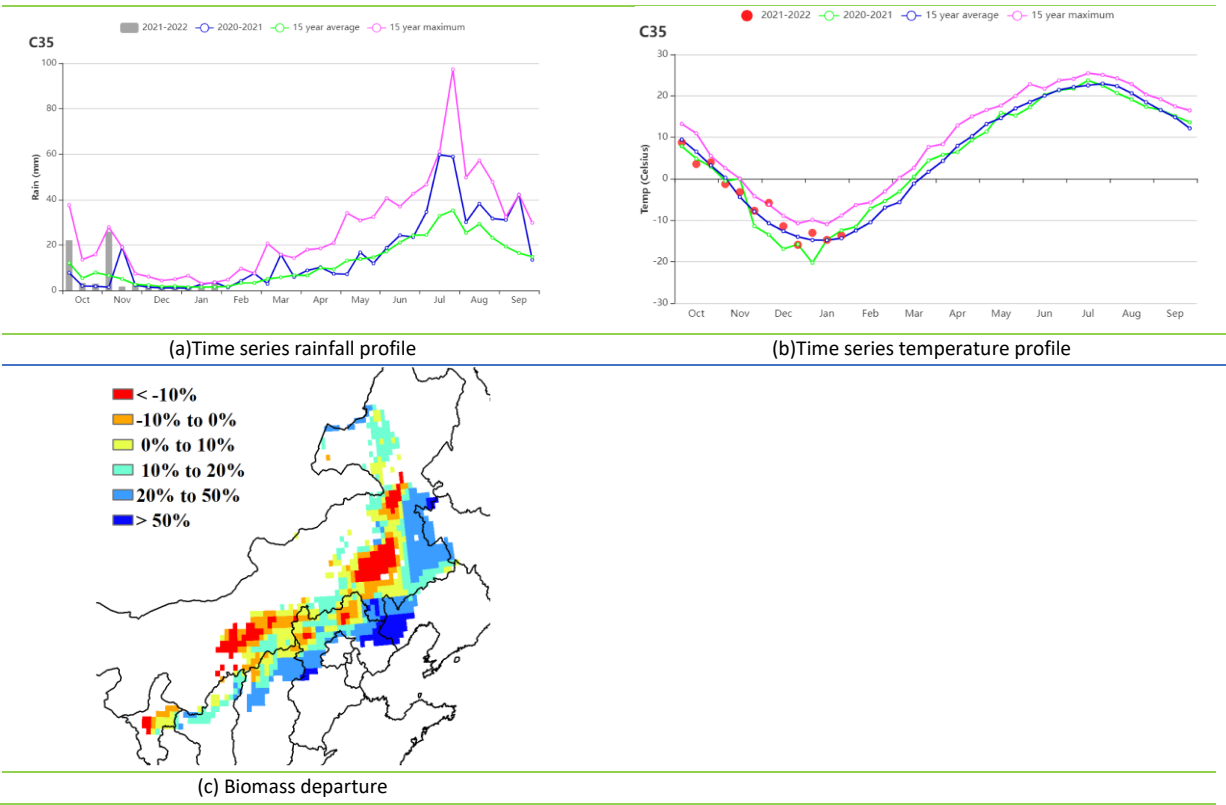 2021-2022 2020-2021 15 year average 15 year maximum
C35
100
80
60
40
20
0
Rain (mm)
Oct Nov Dec Jan Feb Mar Apr May Jun Jul Aug Sep
2021-2022 2020-2021 15 year average 15 year maximum
C35
30
20
10
0
-10
-20
-30
Temp (Celsius)
Oct Nov Dec Jan Feb Mar Apr May Jun Jul Aug Sep
(a)Time series rainfall profile
(b)Time series temperature profile
< -10%
-10% to 0%
0% to 10%
10% to 20%
20% to 50%
> 50%
(c) Biomass departure